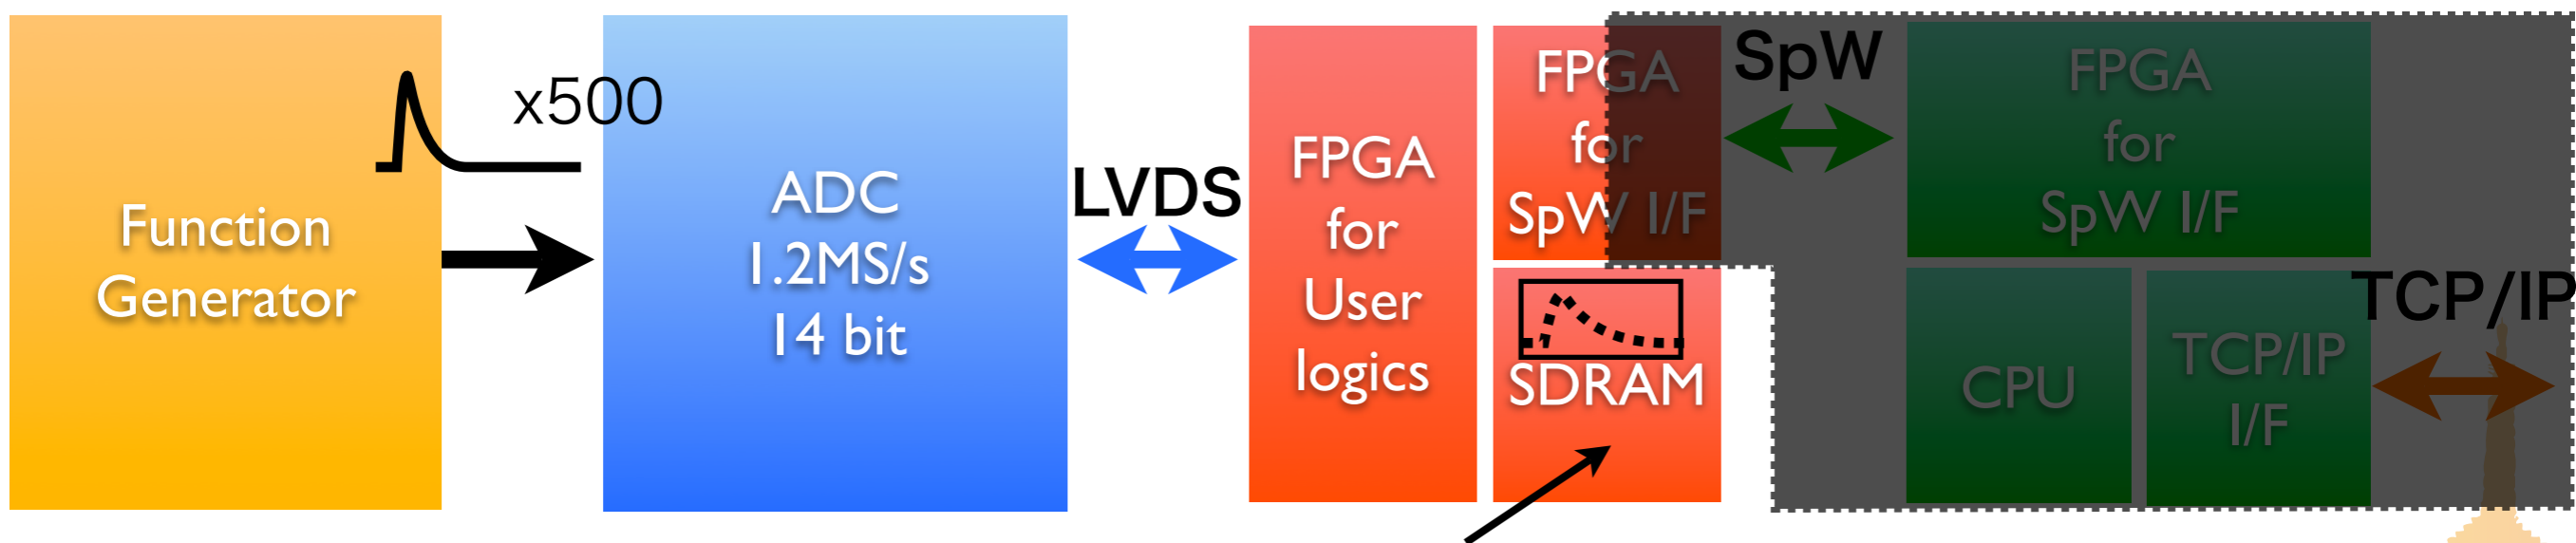 Function
Generator
x500
ADC
1.2MS/s
14 bit
LVDS
FPGA
for
User
logics
FPGA
for
SpW I/F
SDRAM
SpW
FPGA
for
SpW I/F
CPU
TCP/IP
I/F
TCP/IP